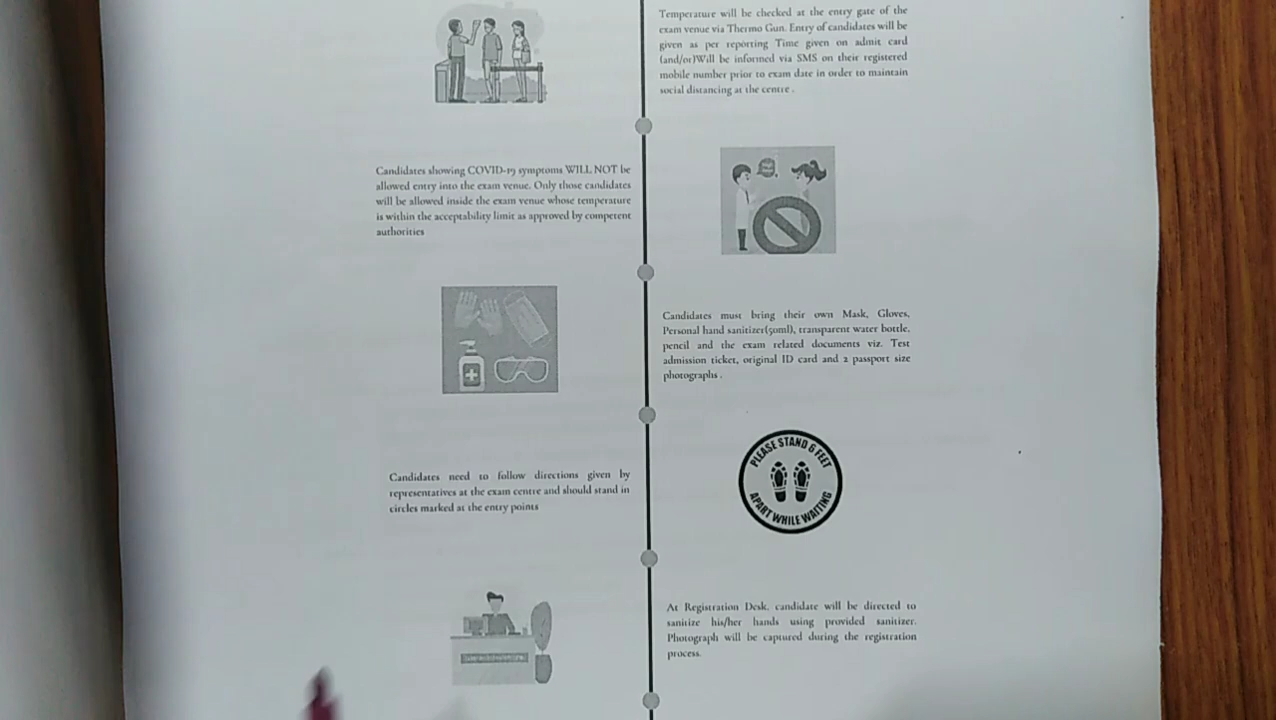 Temperature will be checked at the entry gate of the
exam venue via Thermo Gun. Entry of candidates will be
given as per reporting Time given on admit card
(and/or)Will be informed via SMS on their registered
mobile number prior to exam date in order to maintain
social distancing at the centre .
Candidates showing COVID-19 symptoms WILL NOT be
allowed entry into the exam venue. Only those candidates
will be allowed inside the exam venue whose temperature
is within the acceptability limit as approved by competent
authorities
Candidates must bring their own Mask, Gloves,
Personal hand sanitizer(50ml), transparent water bottle,
pencil and the exam related documents viz. Test
admission ticket, original ID card and 2 passport size
photographs .
PLEASE STAND 6 FEET
APART WHILE WAITING
Candidates need to follow directions given by
representatives at the exam centre and should stand in
circles marked at the entry points
At Registration Desk, candidate will be directed to
sanitize his/her hands using provided sanitizer.
Photograph will be captured during the registration
process.